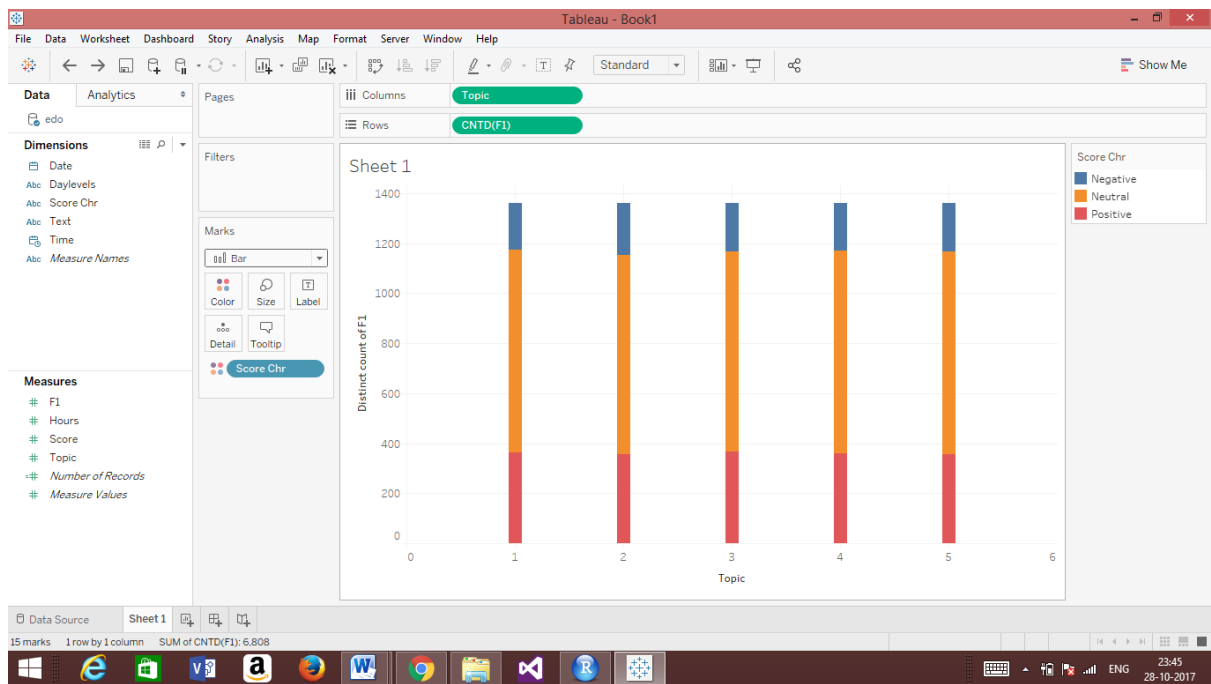 Tableau - Book1
File Data Worksheet Dashboard Story Analysis Map Format Server Window Help
Standard
Show Me
Data Analytics
edo
Dimensions
Date
Abc Daylevels
Abc Score Chr
Abc Text
Time
Abc Measure Names
Measures
# F1
# Hours
# Score
# Topic
=# Number of Records
# Measure Values
Pages
Filters
Marks
Bar
Color Size Label
Detail Tooltip
Score Chr
Columns Topic
Rows CNTD(F1)
Sheet 1
1400
1200
1000
800
600
400
200
0
Distinct count of F1
0 1 2 3 4 5 6
Topic
Score Chr
Negative
Neutral
Positive
Data Source Sheet 1
15 marks 1 row by 1 column SUM of CNTD(F1): 6,808
ENG 23:45
28-10-2017